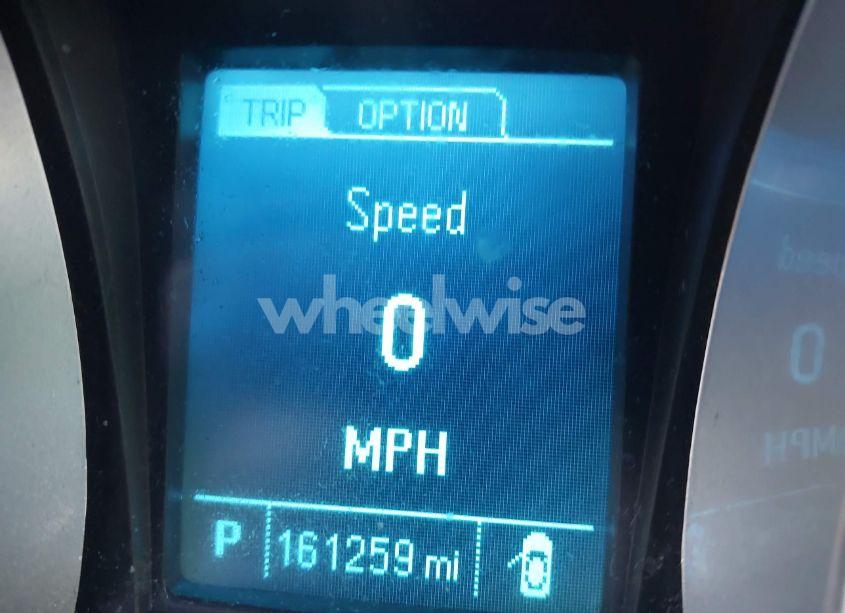 TRIP OPTION
Speed
wheelwise
0
MPH
P 161259 mi